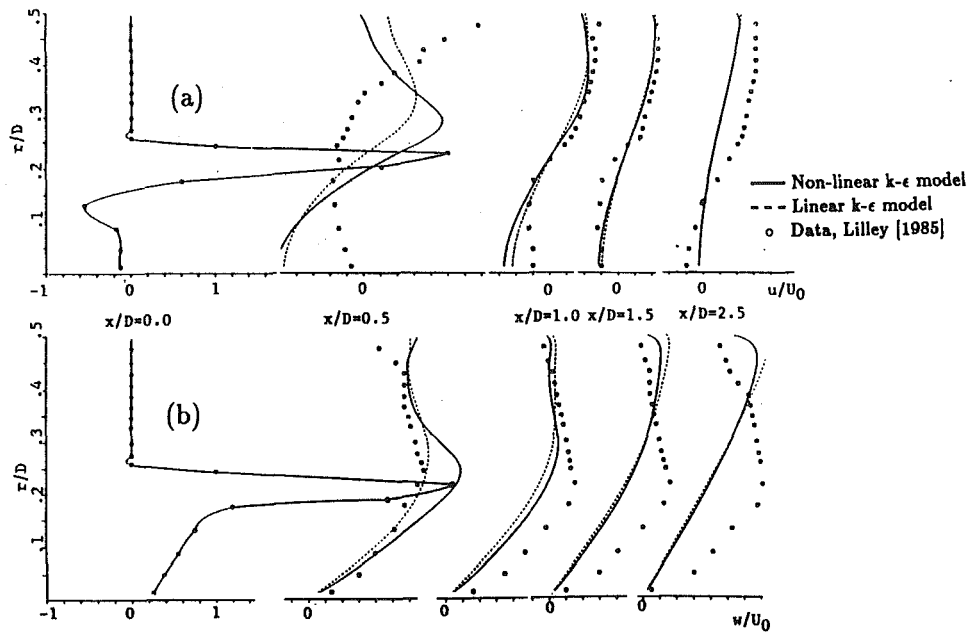 .5
.4
.3
.2
.1
r/D
(a)
Non-linear k-ϵ model
Linear k-ϵ model
Data, Lilley [1985]
-1 0 1 0 0 0 0 u/U0
x/D=0.0 x/D=0.5 x/D=1.0 x/D=1.5 x/D=2.5
.5
.4
.3
.2
.1
r/D
(b)
0 1 0 0 0 0 w/U0